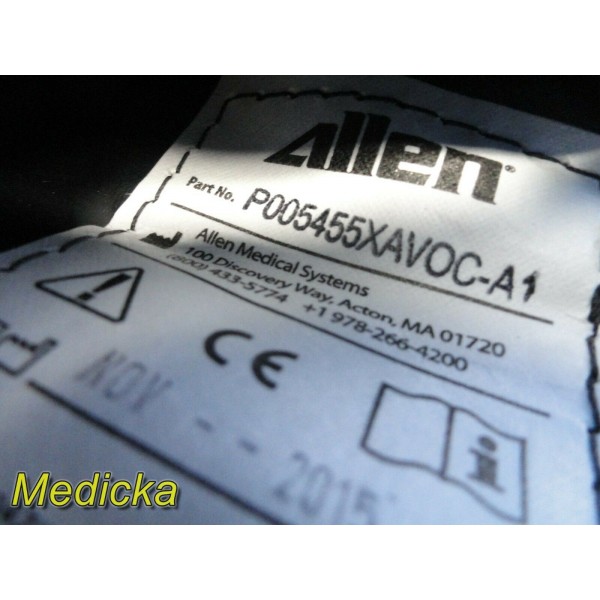 Allen®
Part No. P005455XAVOC-A1
Allen Medical Systems
100 Discovery Way, Acton, MA 01720
(800) 433-5774 +1 978-266-4200
CE
NOV -- 2015
Medicka